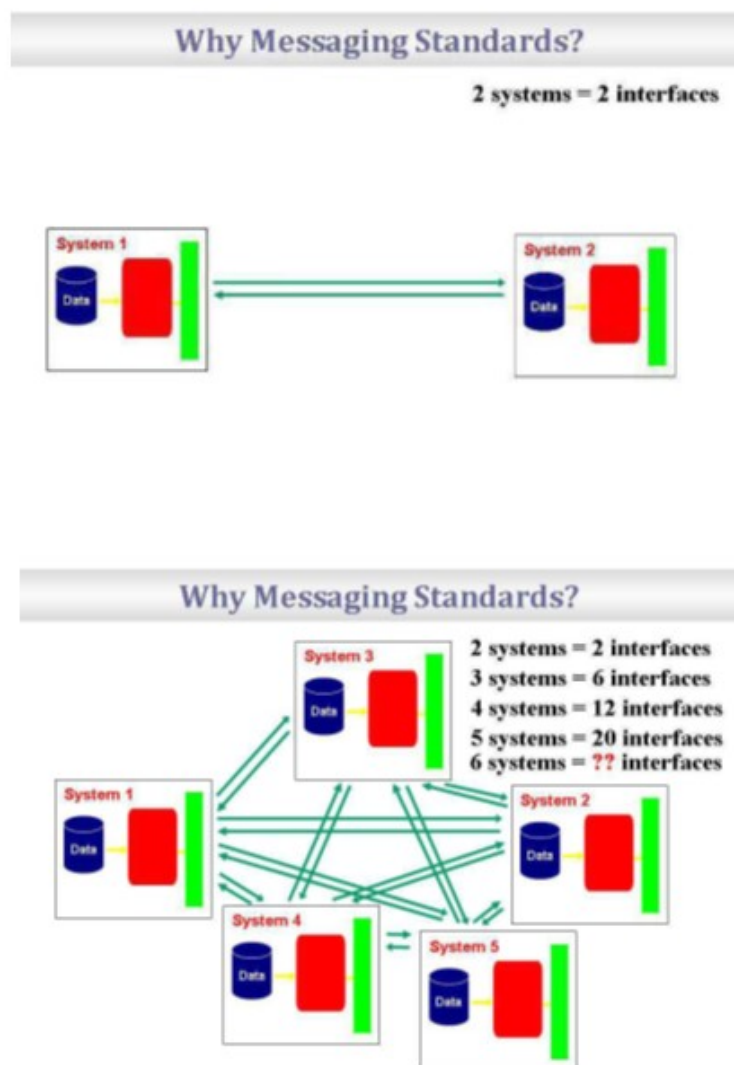 Why Messaging Standards?
2 systems = 2 interfaces
System 1
Data
System 2
Data
Why Messaging Standards?
2 systems = 2 interfaces
3 systems = 6 interfaces
4 systems = 12 interfaces
5 systems = 20 interfaces
6 systems = ?? interfaces
System 3
Data
System 1
Data
System 2
Data
System 4
Data
System 5
Data